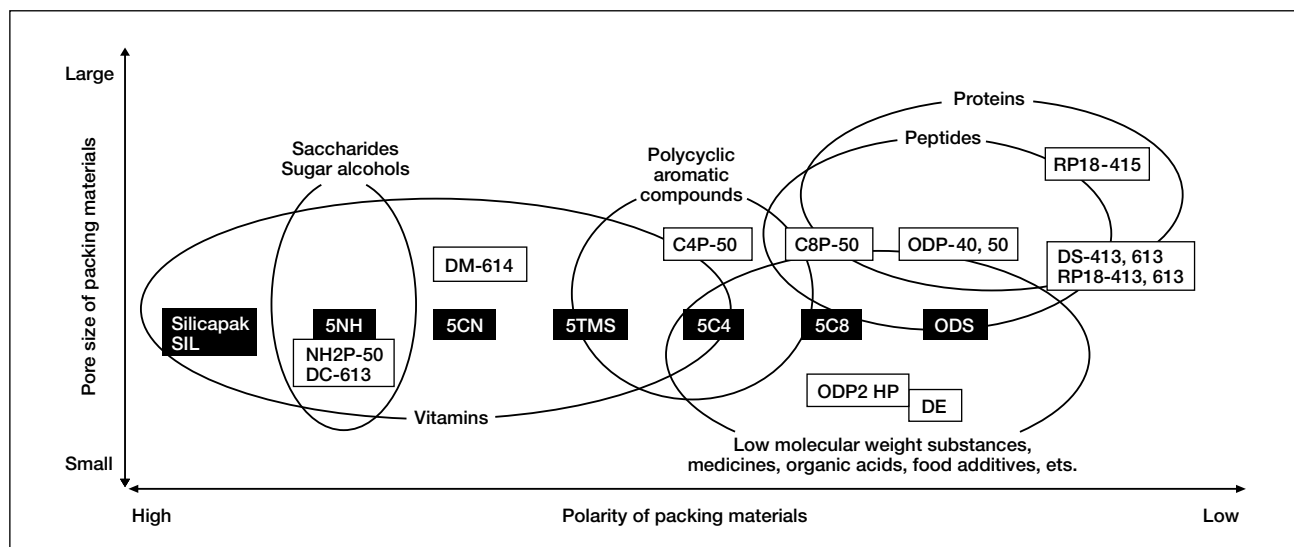 Large
Proteins
Peptides
Saccharides
Sugar alcohols
Polycyclic
aromatic
compounds
RP18-415
Pore size of packing materials
DM-614
C4P-50
C8P-50
ODP-40, 50
DS-413, 613
RP18-413, 613
Silicapak
SIL
5NH
5CN
5TMS
5C4
5C8
ODS
NH2P-50
DC-613
ODP2 HP
DE
Vitamins
Low molecular weight substances,
medicines, organic acids, food additives, ets.
Small
High
Polarity of packing materials
Low